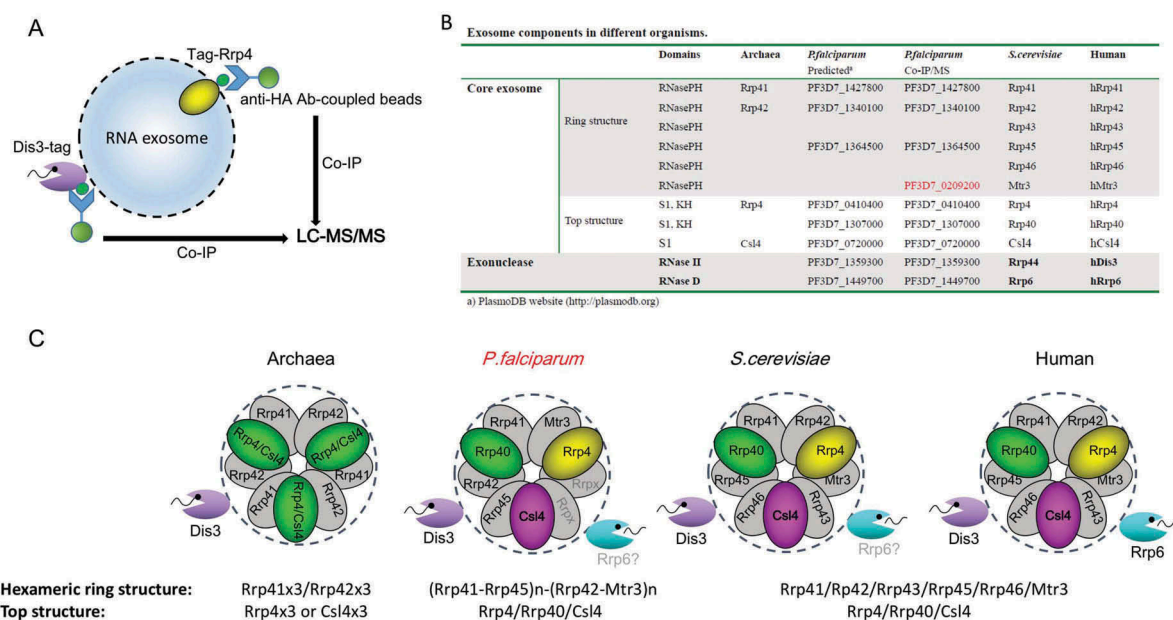 A
Tag-Rrp4
anti-HA Ab-coupled beads
RNA exosome
Dis3-tag
Co-IP
LC-MS/MS
Co-IP
B
Exosome components in different organisms.
Domains Archaea P.falciparum P.falciparum S.cerevisiae Human
Predictedª Co-IP/MS
Core exosome RNasePH Rrp41 PF3D7_1427800 PF3D7_1427800 Rrp41 hRrp41
Ring structure RNasePH Rrp42 PF3D7_1340100 PF3D7_1340100 Rrp42 hRrp42
RNasePH Rrp43 hRrp43
RNasePH PF3D7_1364500 PF3D7_1364500 Rrp45 hRrp45
RNasePH Rrp46 hRrp46
RNasePH PF3D7_0209200 Mtr3 hMtr3
Top structure S1, KH Rrp4 PF3D7_0410400 PF3D7_0410400 Rrp4 hRrp4
S1, KH PF3D7_1307000 PF3D7_1307000 Rrp40 hRrp40
S1 Csl4 PF3D7_0720000 PF3D7_0720000 Csl4 hCsl4
Exonuclease RNase II PF3D7_1359300 PF3D7_1359300 Rrp44 hDis3
RNase D PF3D7_1449700 PF3D7_1449700 Rrp6 hRrp6
a) PlasmoDB website (http://plasmodb.org)
C
Archaea
Rrp41 Rrp42
Rrp4/Csl4 Rrp4/Csl4
Rrp42 Rrp41
Rrp41 Rrp4/Csl4 Rrp42
Dis3
P.falciparum
Rrp41 Mtr3
Rrp40 Rrp4
Rrp42 Rrpx
Rrp45 Csl4 Rrpx
Dis3
Rrp6?
S.cerevisiae
Rrp41 Rrp42
Rrp40 Rrp4
Rrp45 Mtr3
Rrp46 Csl4 Rrp43
Dis3
Rrp6?
Human
Rrp41 Rrp42
Rrp40 Rrp4
Rrp45 Mtr3
Rrp46 Csl4 Rrp43
Dis3
Rrp6
Hexameric ring structure: Rrp41x3/Rrp42x3 (Rrp41-Rrp45)n-(Rrp42-Mtr3)n Rrp41/Rp42/Rrp43/Rrp45/Rrp46/Mtr3
Top structure: Rrp4x3 or Csl4x3 Rrp4/Rrp40/Csl4 Rrp4/Rrp40/Csl4